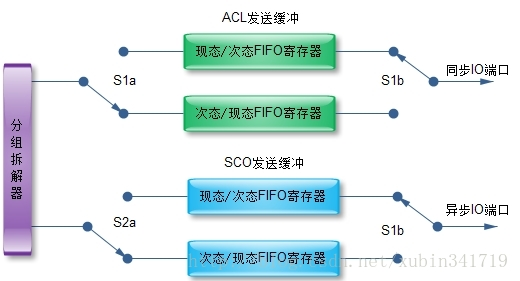 ACL发送缓冲
现态/次态FIFO寄存器
S1a
S1b
同步IO端口
次态/现态FIFO寄存器
分组拆解器
SCO发送缓冲
现态/次态FIFO寄存器
S2a
S1b
异步IO端口
次态/现态FIFO寄存器
dn.net/xubin341719